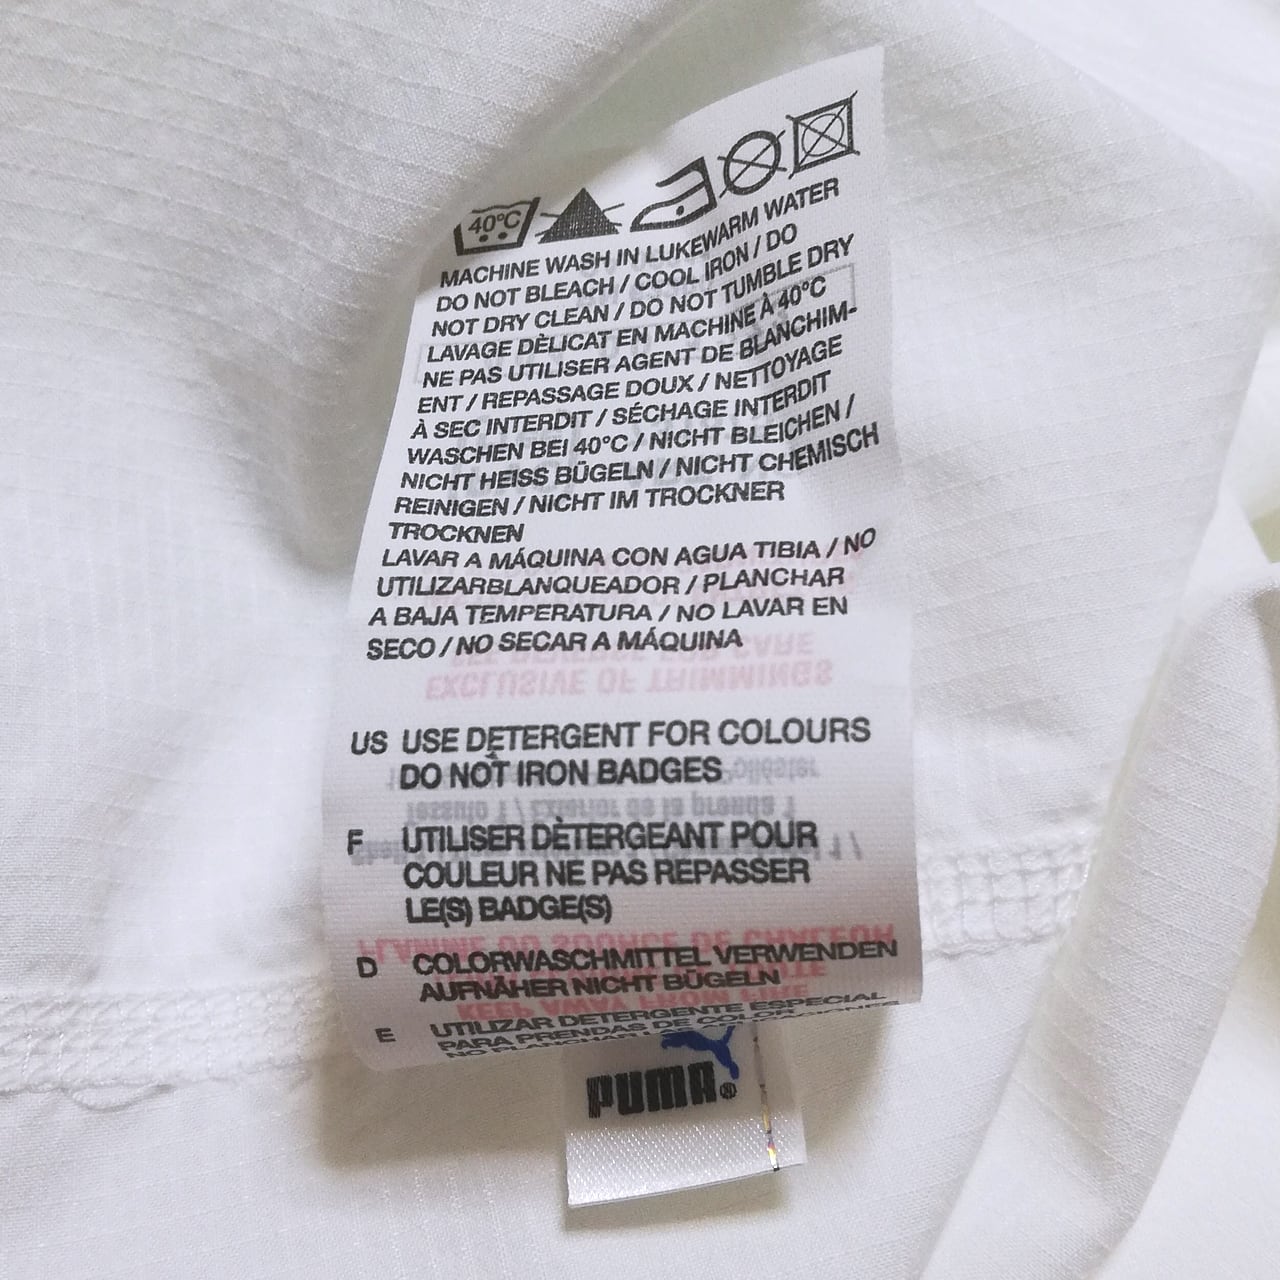 40°C
MACHINE WASH IN LUKEWARM WATER
DO NOT BLEACH / COOL IRON / DO
NOT DRY CLEAN / DO NOT TUMBLE DRY
LAVAGE DÈLICAT EN MACHINE À 40°C
NE PAS UTILISER AGENT DE BLANCHIM-
ENT / REPASSAGE DOUX / NETTOYAGE
À SEC INTERDIT / SÉCHAGE INTERDIT
WASCHEN BEI 40°C / NICHT BLEICHEN /
NICHT HEISS BÜGELN / NICHT CHEMISCH
REINIGEN / NICHT IM TROCKNER
TROCKNEN
LAVAR A MÁQUINA CON AGUA TIBIA / NO
UTILIZARBLANQUEADOR / PLANCHAR
A BAJA TEMPERATURA / NO LAVAR EN
SECO / NO SECAR A MÁQUINA
EXCLUSIVE OF TRIMMINGS
US USE DETERGENT FOR COLOURS
DO NOT IRON BADGES
F UTILISER DÈTERGEANT POUR
COULEUR NE PAS REPASSER
LE(S) BADGE(S)
D COLORWASCHMITTEL VERWENDEN
AUFNÄHER NICHT BÜGELN
E UTILIZAR DETERGENTE ESPECIAL
PARA PRENDAS DE COLOR
NO PLANCHAR
PUMA®